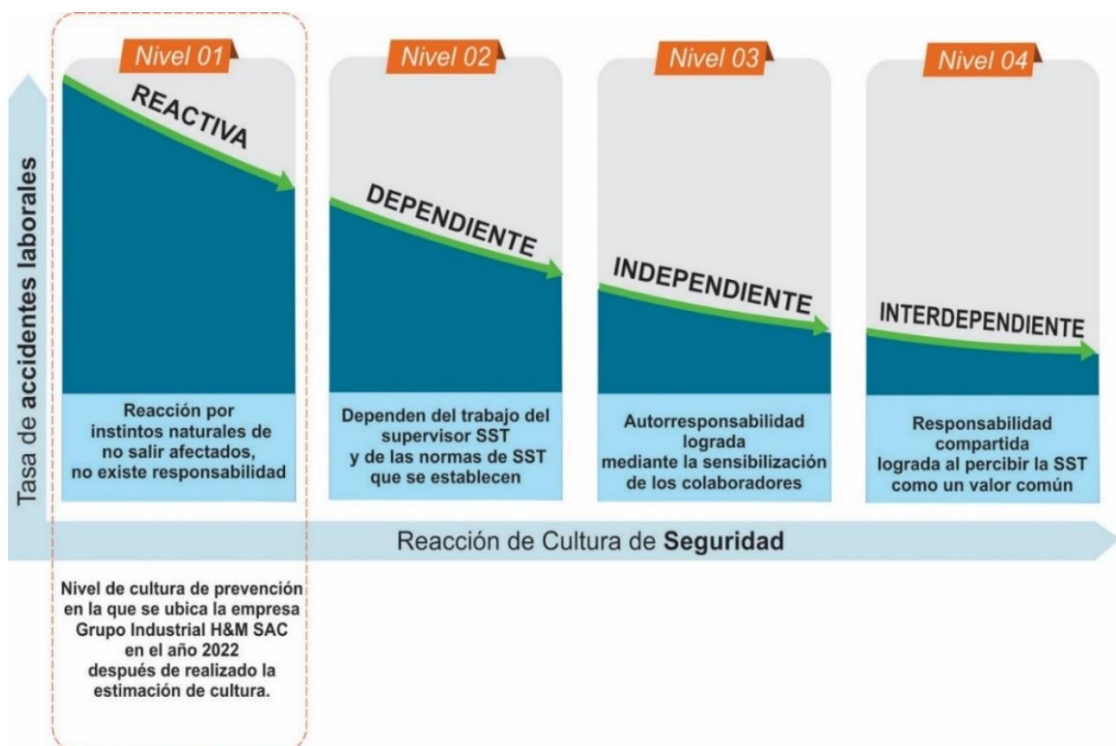 Nivel 01
REACTIVA
Reacción por
instintos naturales de
no salir afectados,
no existe responsabilidad
Nivel 02
DEPENDIENTE
Dependen del trabajo del
supervisor SST
y de las normas de SST
que se establecen
Nivel 03
INDEPENDIENTE
Autorresponsabilidad
lograda
mediante la sensibilización
de los colaboradores
Nivel 04
INTERDEPENDIENTE
Responsabilidad
compartida
lograda al percibir la SST
como un valor común
Tasa de accidentes laborales
Reacción de Cultura de Seguridad
Nivel de cultura de prevención
en la que se ubica la empresa
Grupo Industrial H&M SAC
en el año 2022
después de realizado la
estimación de cultura.